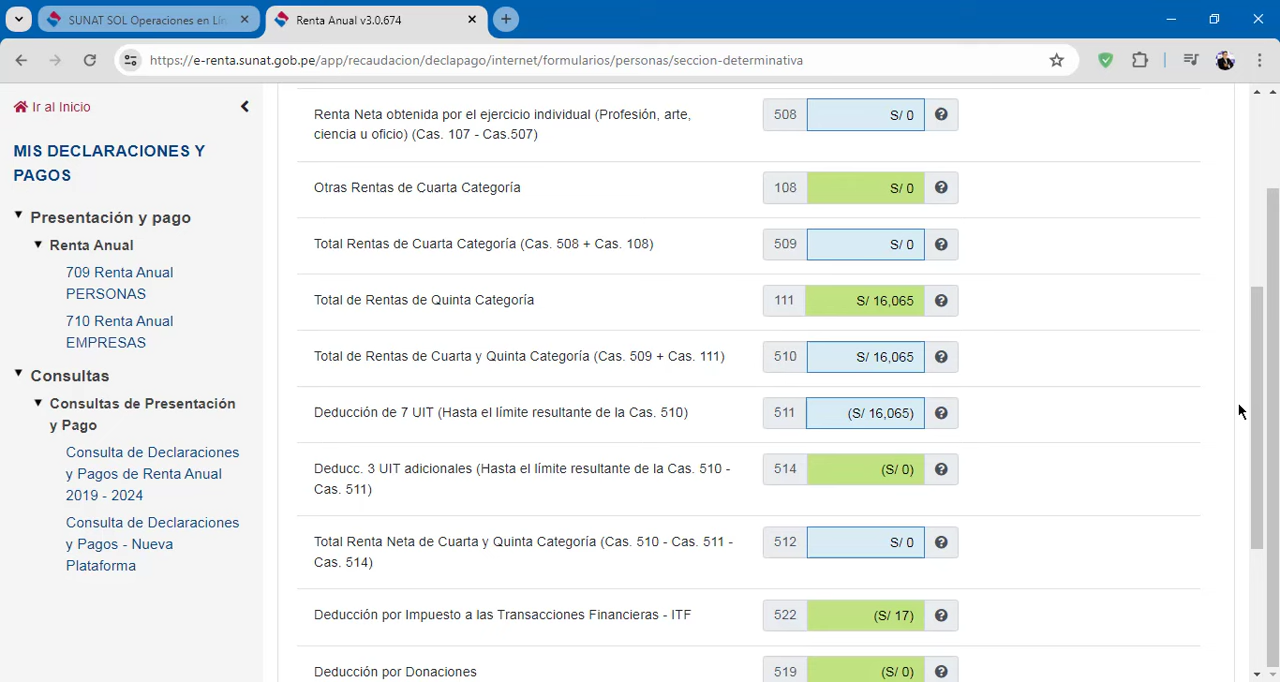 SUNAT SOL Operaciones en Lín
Renta Anual v3.0.674
https://e-renta.sunat.gob.pe/app/recaudacion/declapago/internet/formularios/personas/seccion-determinativa
Ir al Inicio
MIS DECLARACIONES Y
PAGOS
Presentación y pago
Renta Anual
709 Renta Anual
PERSONAS
710 Renta Anual
EMPRESAS
Consultas
Consultas de Presentación
y Pago
Consulta de Declaraciones
y Pagos de Renta Anual
2019 - 2024
Consulta de Declaraciones
y Pagos - Nueva
Plataforma
Renta Neta obtenida por el ejercicio individual (Profesión, arte,
ciencia u oficio) (Cas. 107 - Cas.507)
508 S/ 0
Otras Rentas de Cuarta Categoría 108 S/ 0
Total Rentas de Cuarta Categoría (Cas. 508 + Cas. 108) 509 S/ 0
Total de Rentas de Quinta Categoría 111 S/ 16,065
Total de Rentas de Cuarta y Quinta Categoría (Cas. 509 + Cas. 111) 510 S/ 16,065
Deducción de 7 UIT (Hasta el límite resultante de la Cas. 510) 511 (S/ 16,065)
Deducc. 3 UIT adicionales (Hasta el límite resultante de la Cas. 510 -
Cas. 511)
514 (S/ 0)
Total Renta Neta de Cuarta y Quinta Categoría (Cas. 510 - Cas. 511 -
Cas. 514)
512 S/ 0
Deducción por Impuesto a las Transacciones Financieras - ITF 522 (S/ 17)
Deducción por Donaciones 519 (S/ 0)